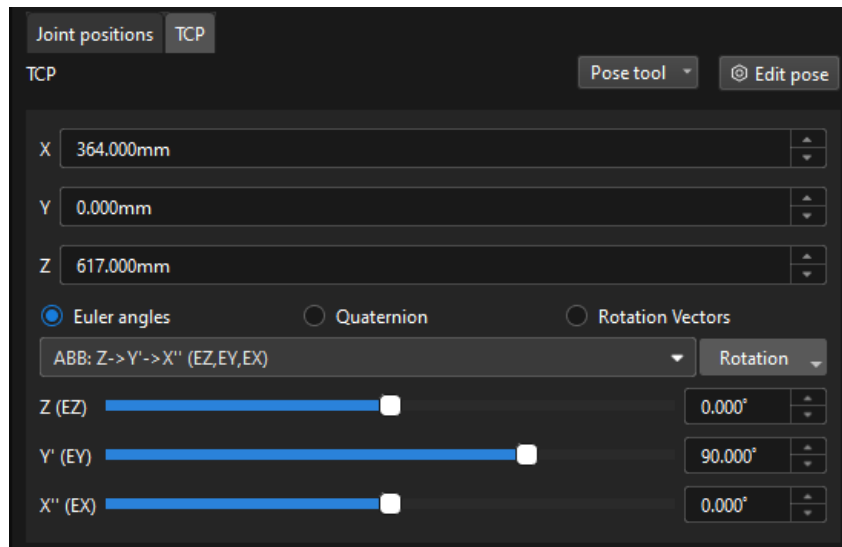 Joint positions TCP
TCP Pose tool Edit pose
X 364.000mm
Y 0.000mm
Z 617.000mm
Euler angles Quaternion Rotation Vectors
ABB: Z->Y'->X'' (EZ,EY,EX) Rotation
Z (EZ) 0.000°
Y' (EY) 90.000°
X'' (EX) 0.000°